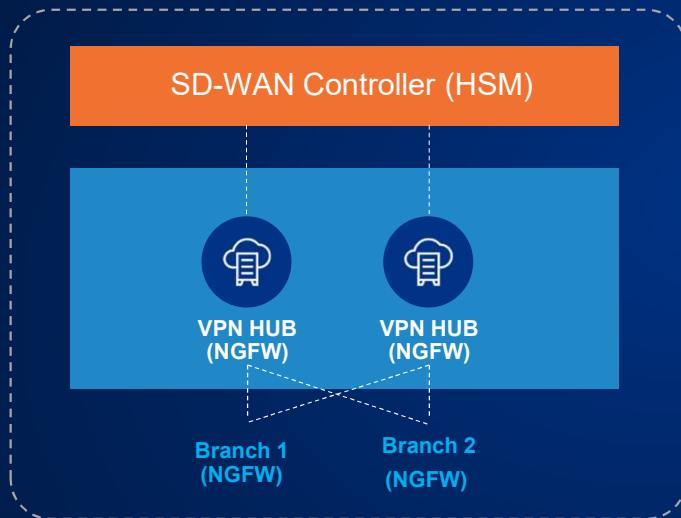 SD-WAN Controller (HSM)
VPN HUB
(NGFW)
VPN HUB
(NGFW)
Branch 1
(NGFW)
Branch 2
(NGFW)